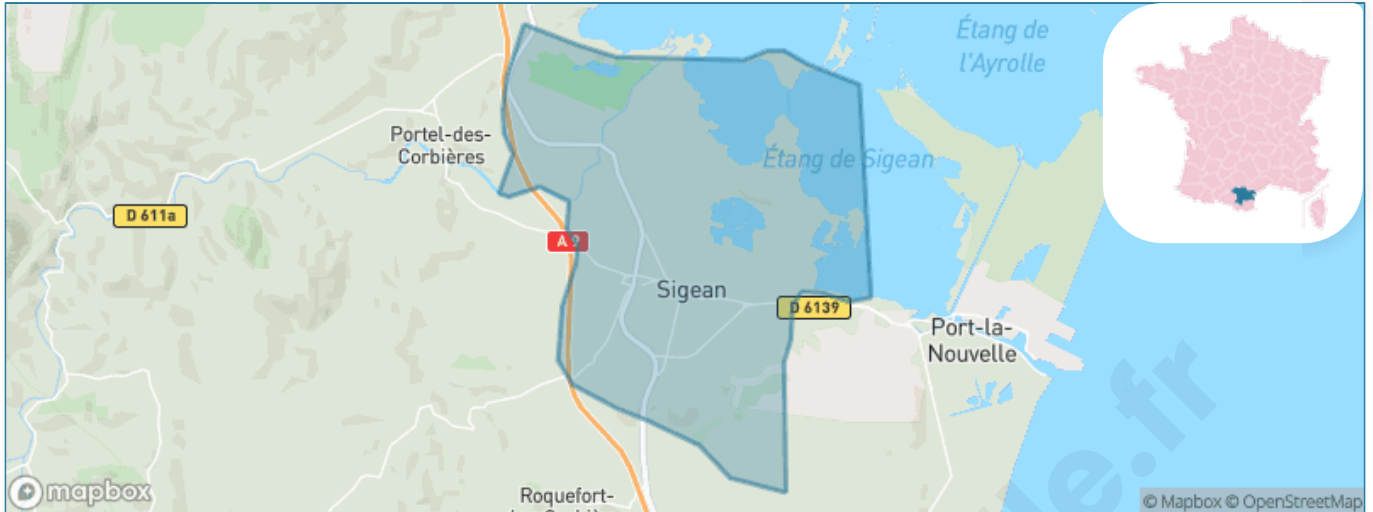 Étang de
l'Ayrolle
Portel-des-
Corbières
Étang de Sigean
D 611a
A 9
Sigean
D 6139
Port-la-
Nouvelle
Roquefort-
mapbox
© Mapbox © OpenStreetMap